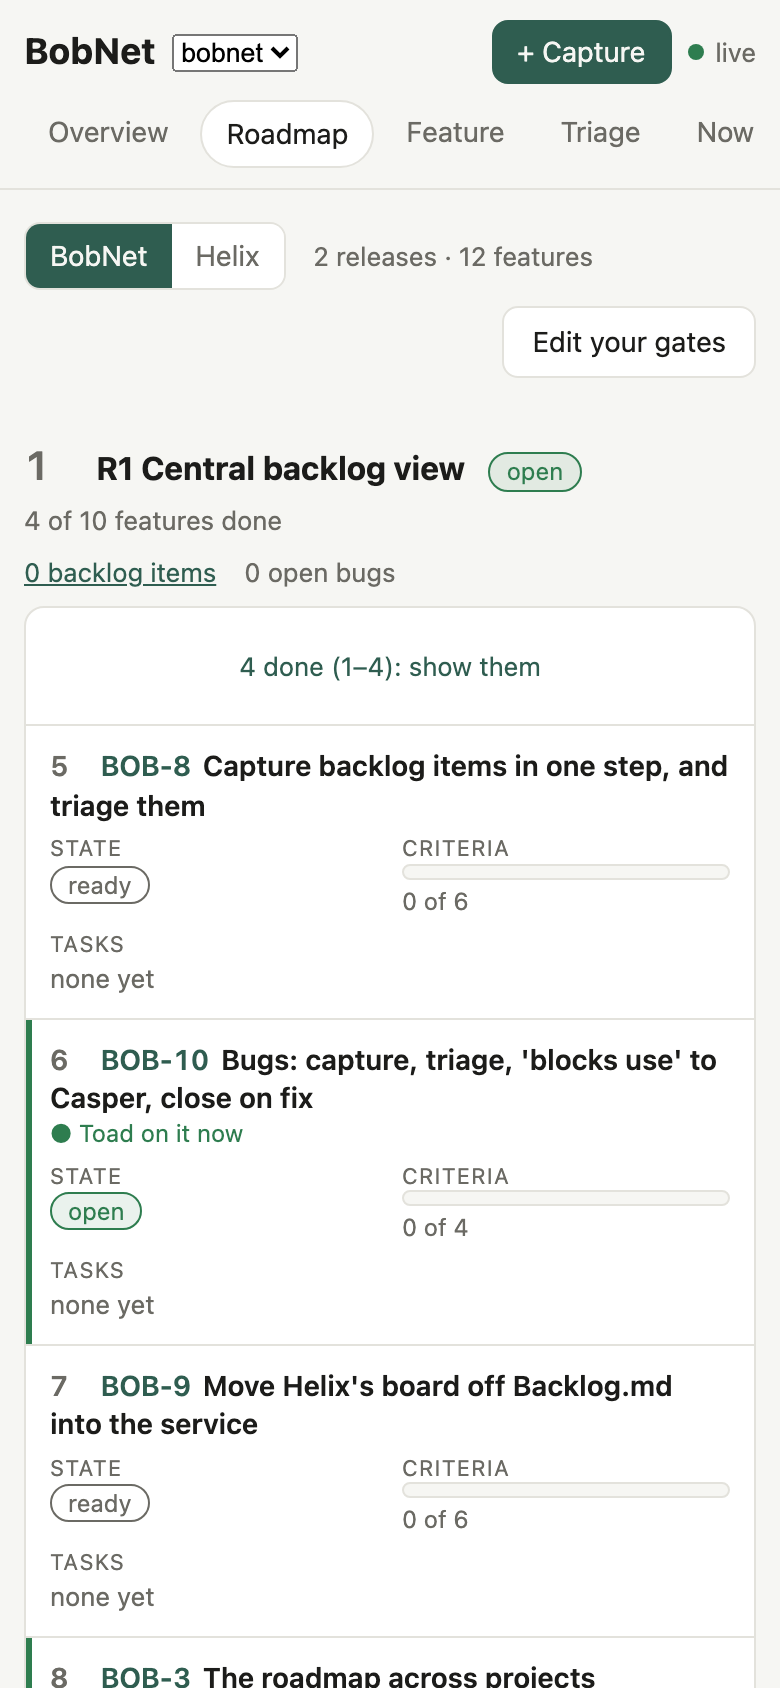 BobNet bobnet + Capture live
Overview Roadmap Feature Triage Now
BobNet Helix 2 releases · 12 features
Edit your gates
1 R1 Central backlog view open
4 of 10 features done
0 backlog items 0 open bugs
4 done (1–4): show them
5 BOB-8 Capture backlog items in one step, and
triage them
STATE CRITERIA
ready
0 of 6
TASKS
none yet
6 BOB-10 Bugs: capture, triage, 'blocks use' to
Casper, close on fix
Toad on it now
STATE CRITERIA
open
0 of 4
TASKS
none yet
7 BOB-9 Move Helix's board off Backlog.md
into the service
STATE CRITERIA
ready
0 of 6
TASKS
none yet
8 BOB-3 The roadmap across projects